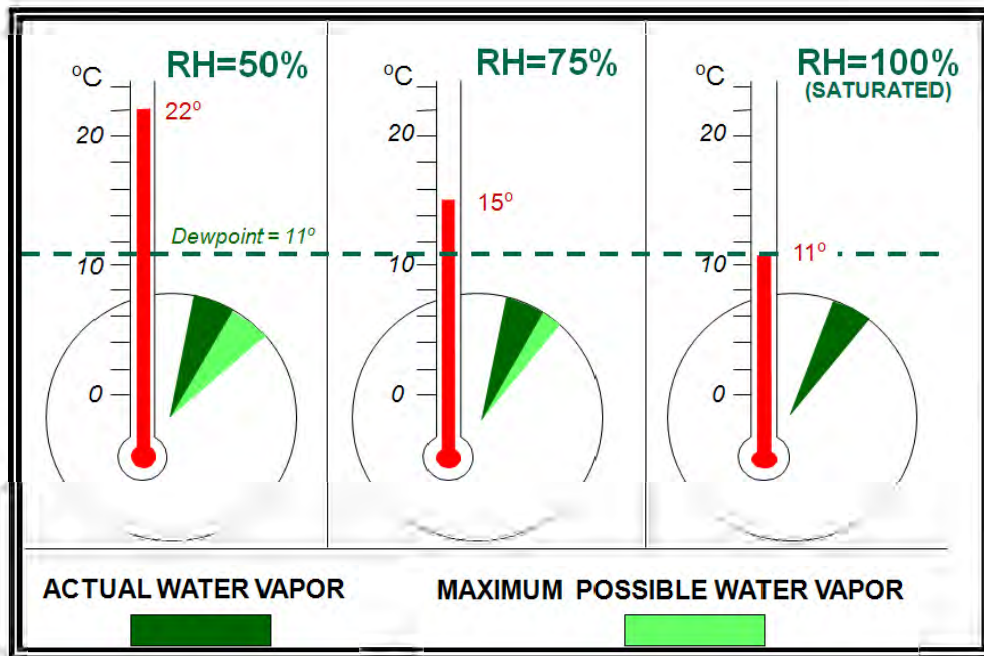 RH=50%
°C
22°
20
Dewpoint = 11°
10
0
RH=75%
°C
20
15°
10
0
RH=100%
(SATURATED)
°C
20
11°
10
0
ACTUAL WATER VAPOR
MAXIMUM POSSIBLE WATER VAPOR